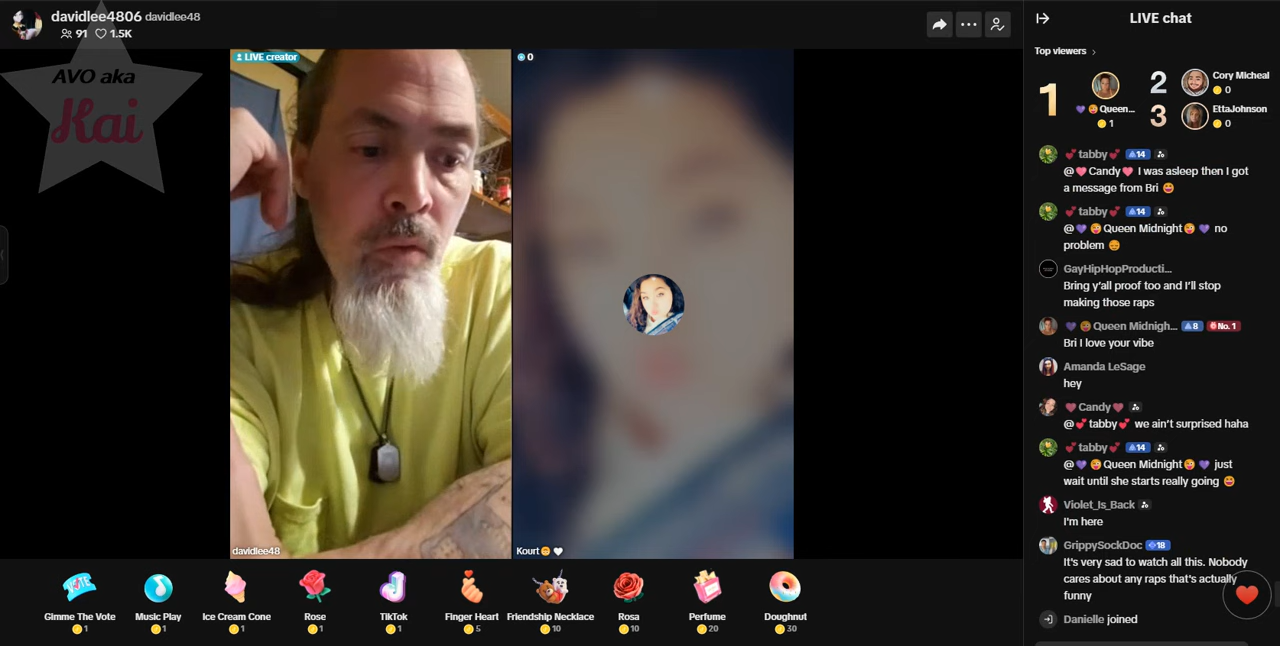 davidlee4806 davidlee48
91 1.5K
AVO aka
Kai
LIVE creator
0
davidlee48
Kourt
Gimme The Vote
1
Music Play
1
Ice Cream Cone
1
Rose
1
TikTok
1
Finger Heart
5
Friendship Necklace
10
Rosa
10
Perfume
20
Doughnut
30
LIVE chat
Top viewers
1
Queen...
1
2
Cory Micheal
0
3
EttaJohnson
0
tabby 14
@Candy I was asleep then I got
a message from Bri
tabby 14
@Queen Midnight no
problem
GayHipHopProducti...
Bring y'all proof too and I'll stop
making those raps
Queen Midnigh... 8 No. 1
Bri I love your vibe
Amanda LeSage
hey
Candy
@tabby we ain't surprised haha
tabby 14
@Queen Midnight just
wait until she starts really going
Violet_Is_Back
I'm here
GrippySockDoc 18
It's very sad to watch all this. Nobody
cares about any raps that's actually
funny
Danielle joined